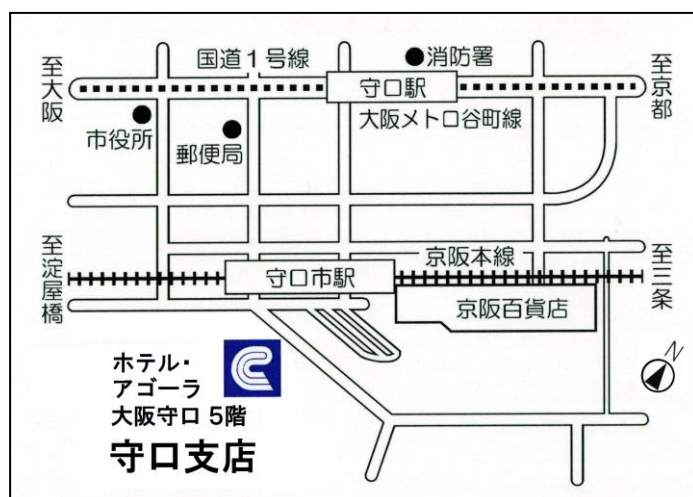 国道1号線
消防署
至大阪
守口駅
至京都
大阪メトロ谷町線
市役所
郵便局
至淀屋橋
京阪本線
至三条
守口市駅
京阪百貨店
N
ホテル・
アゴーラ
大阪守口 5階
守口支店